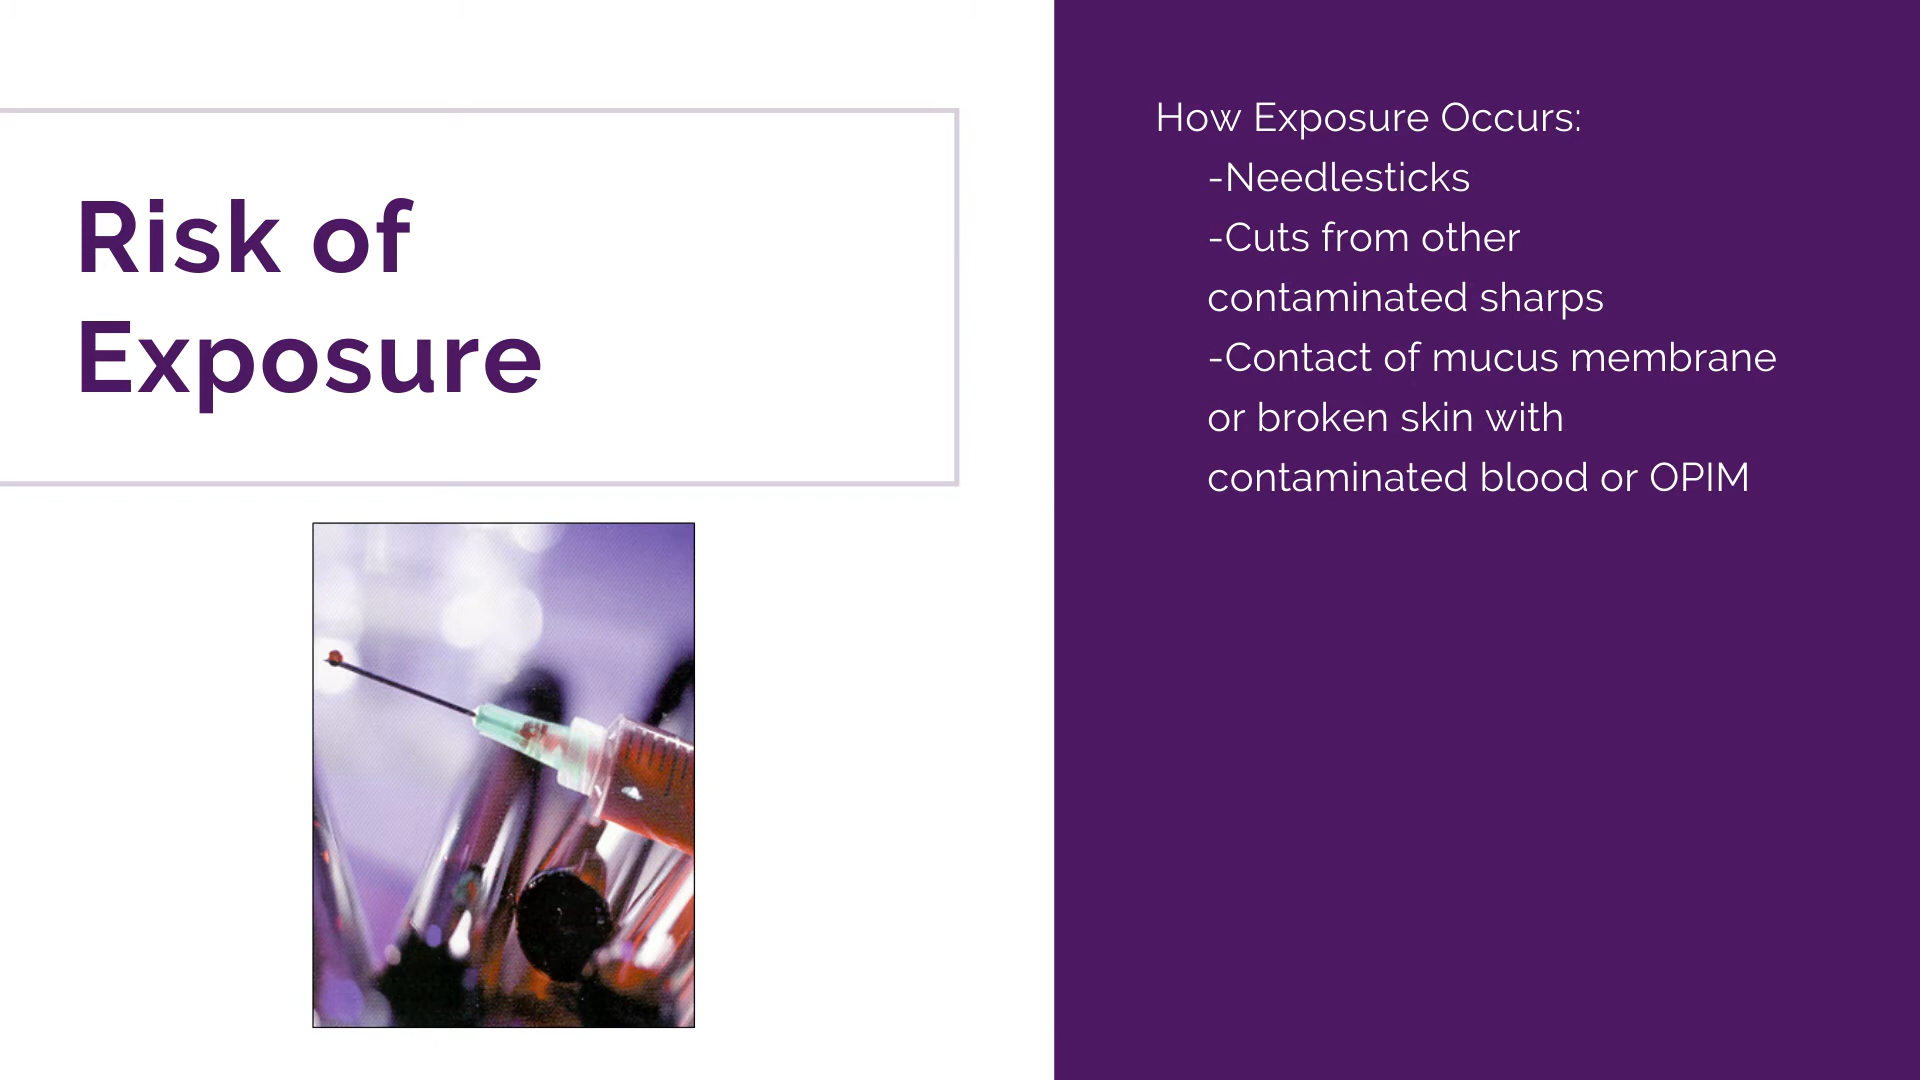 Risk of
Exposure
How Exposure Occurs:
-Needlesticks
-Cuts from other
contaminated sharps
-Contact of mucus membrane
or broken skin with
contaminated blood or OPIM